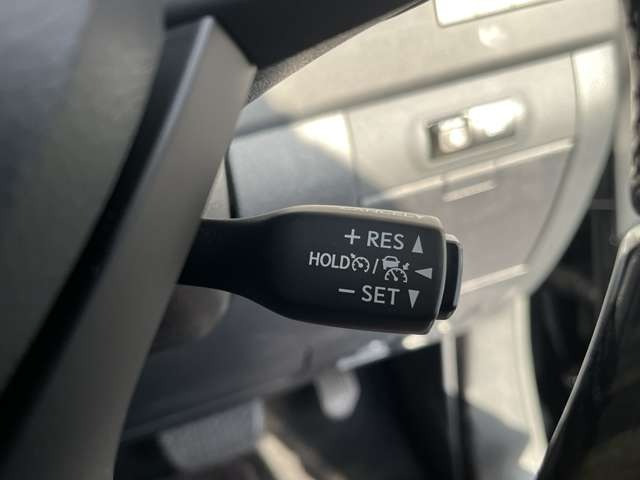 + RES ▲
HOLD / ◀
− SET ▼